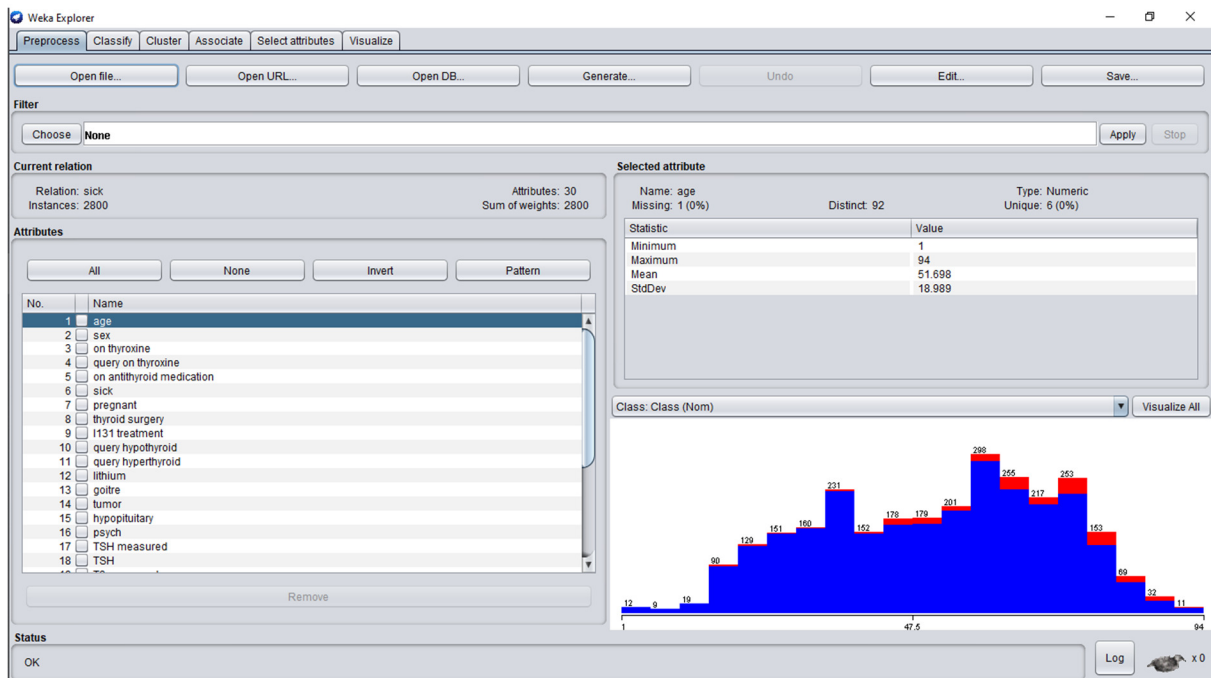 Weka Explorer
Preprocess Classify Cluster Associate Select attributes Visualize
Open file... Open URL... Open DB... Generate... Undo Edit... Save...
Filter
Choose None Apply Stop
Current relation
Relation: sick Attributes: 30
Instances: 2800 Sum of weights: 2800
Attributes
All None Invert Pattern
No. Name
1 age
2 sex
3 on thyroxine
4 query on thyroxine
5 on antithyroid medication
6 sick
7 pregnant
8 thyroid surgery
9 I131 treatment
10 query hypothyroid
11 query hyperthyroid
12 lithium
13 goitre
14 tumor
15 hypopituitary
16 psych
17 TSH measured
18 TSH
Remove
Selected attribute
Name: age Type: Numeric
Missing: 1 (0%) Distinct: 92 Unique: 6 (0%)
Statistic Value
Minimum 1
Maximum 94
Mean 51.698
StdDev 18.989
Class: Class (Nom) Visualize All
12 9 19 90 129 151 160 231 152 178 179 201 298 255 217 253 153 69 32 11
1 47.5 94
Status
OK Log x 0